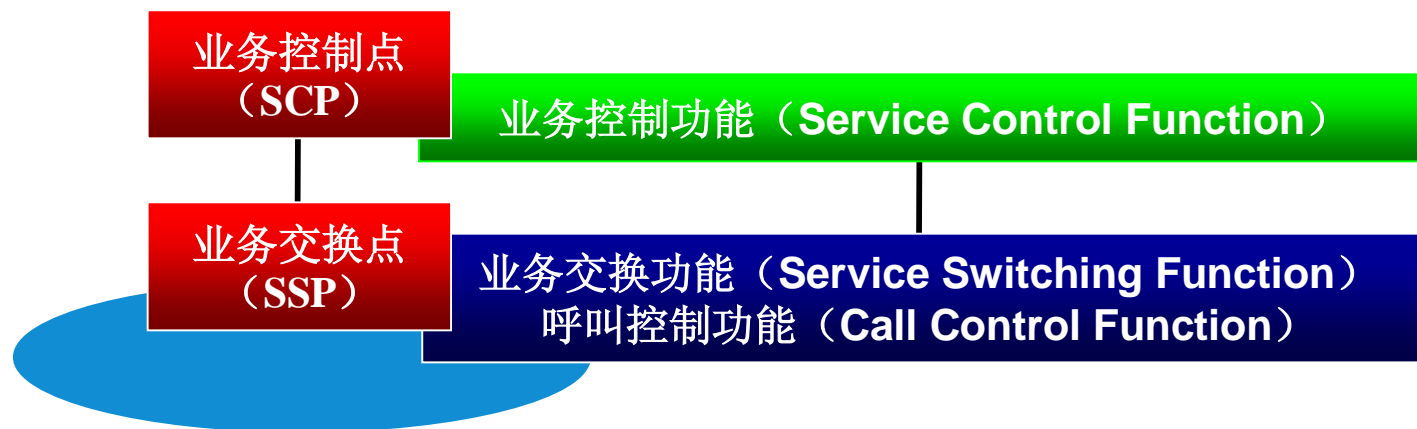 业务控制点
（SCP）
业务控制功能（Service Control Function）
业务交换点
（SSP）
业务交换功能（Service Switching Function）
呼叫控制功能（Call Control Function）